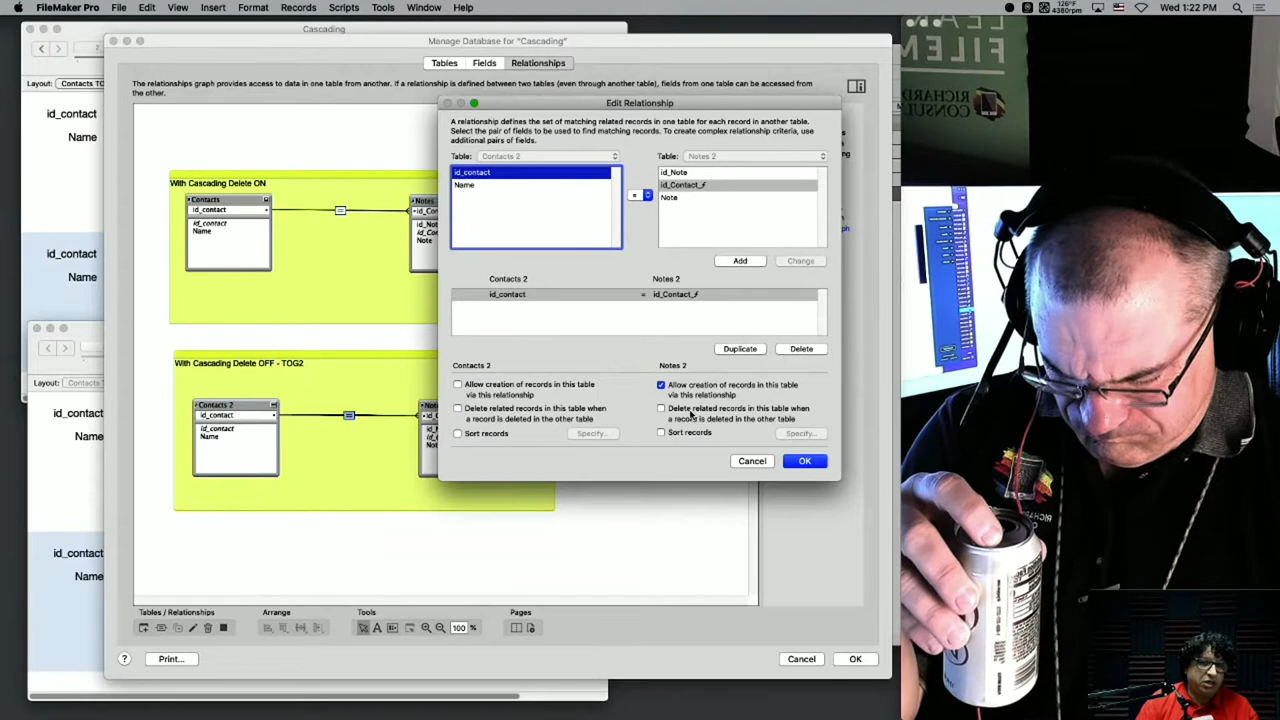 FileMaker Pro File Edit View Insert Format Records Scripts Tools Window Help
126°F
4380rpm
Wed 1:22 PM
Cascading
Manage Database for "Cascading"
Tables Fields Relationships
Layout: Contacts TOG
The relationships graph provides access to data in one table from another. If a relationship is defined between two tables (even through another table), fields from one table can be accessed from
the other.
id_contact
Name
id_contact
Name
Layout: Contacts
id_contact
Name
id_contact
Name
With Cascading Delete ON
Contacts
id_contact
id_contact
Name
=
Notes
Note
With Cascading Delete OFF - TOG2
Contacts 2
id_contact
id_contact
Name
=
Edit Relationship
A relationship defines the set of matching related records in one table for each record in another table.
Select the pair of fields to be used to find matching records. To create complex relationship criteria, use
additional pairs of fields.
Table: Contacts 2
Table: Notes 2
id_contact
Name
=
id_Note
id_Contact_f
Note
Add Change
Contacts 2 Notes 2
id_contact = id_Contact_f
Duplicate Delete
Contacts 2
Allow creation of records in this table
via this relationship
Delete related records in this table when
a record is deleted in the other table
Sort records Specify...
Notes 2
Allow creation of records in this table
via this relationship
Delete related records in this table when
a record is deleted in the other table
Sort records Specify...
Cancel OK
Tables / Relationships Arrange Tools Pages
100 %
? Print...
Cancel OK
RICHARD
CONSUL
RICHARD